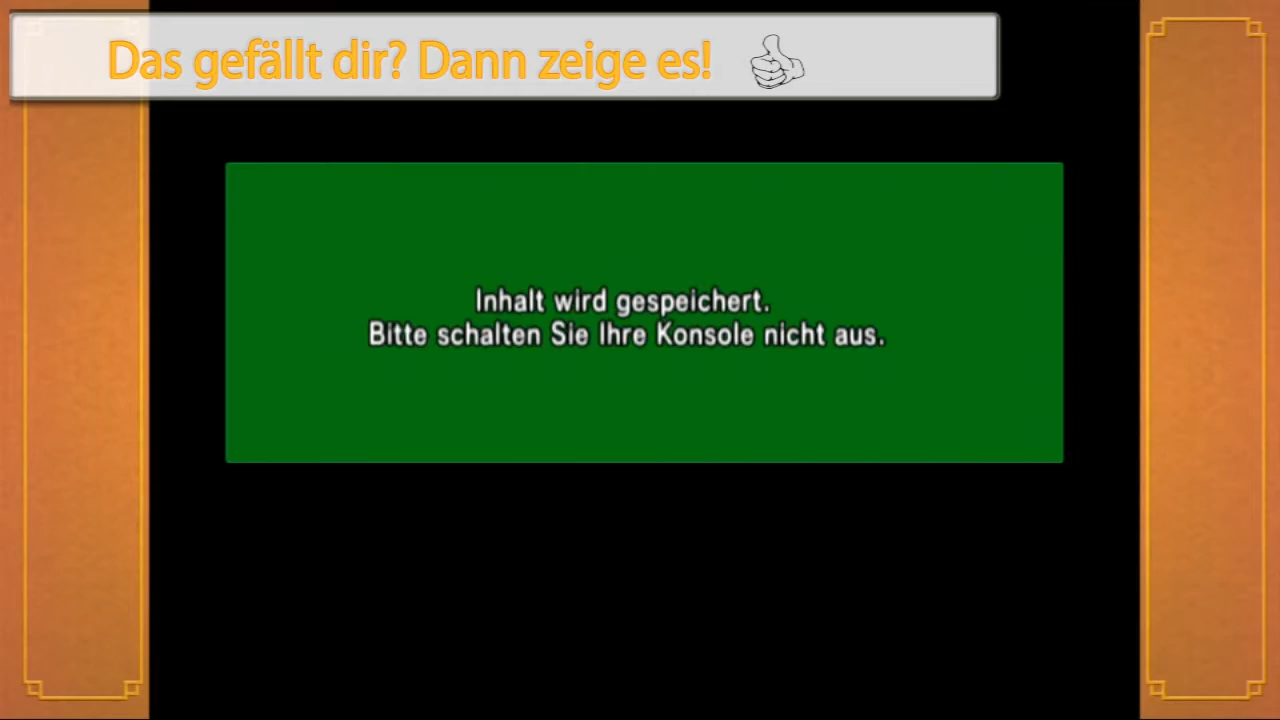 Das gefällt dir? Dann zeige es!
Inhalt wird gespeichert.
Bitte schalten Sie Ihre Konsole nicht aus.